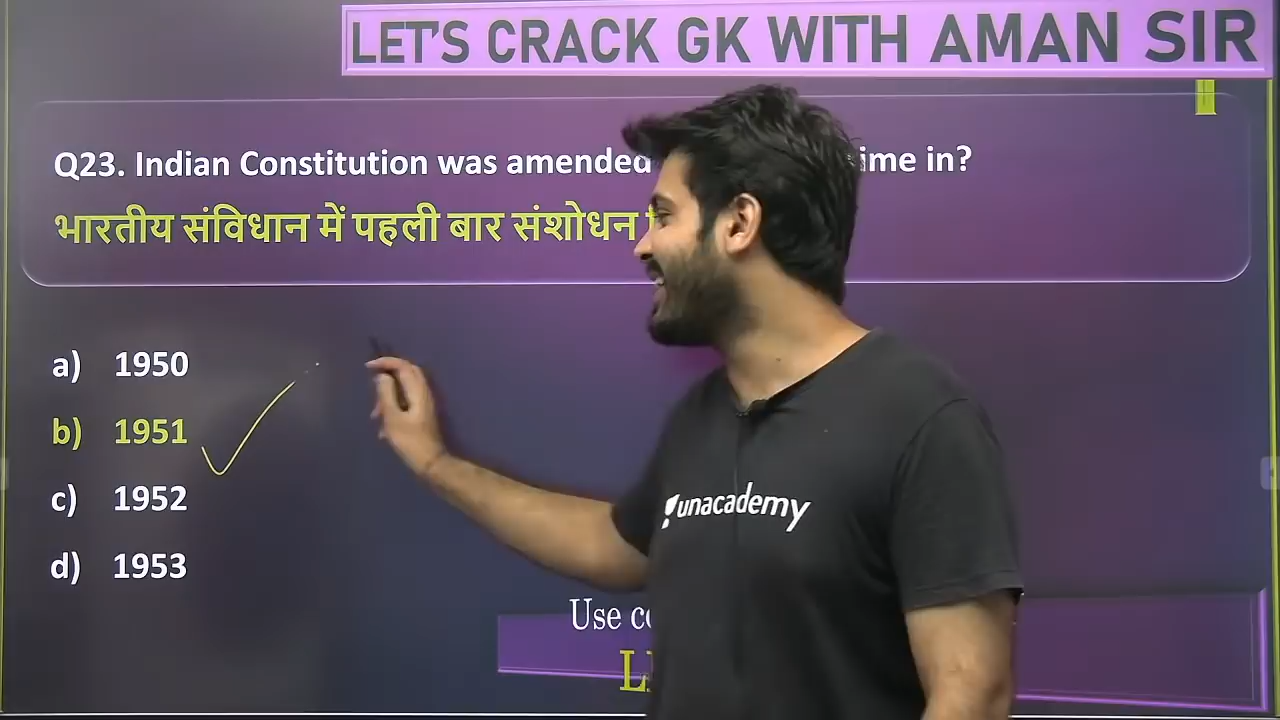 LET'S CRACK GK WITH AMAN SIR
Q23. Indian Constitution was amended ime in?
भारतीय संविधान में पहली बार संशोधन
a) 1950
b) 1951
c) 1952
d) 1953
unacademy
Use